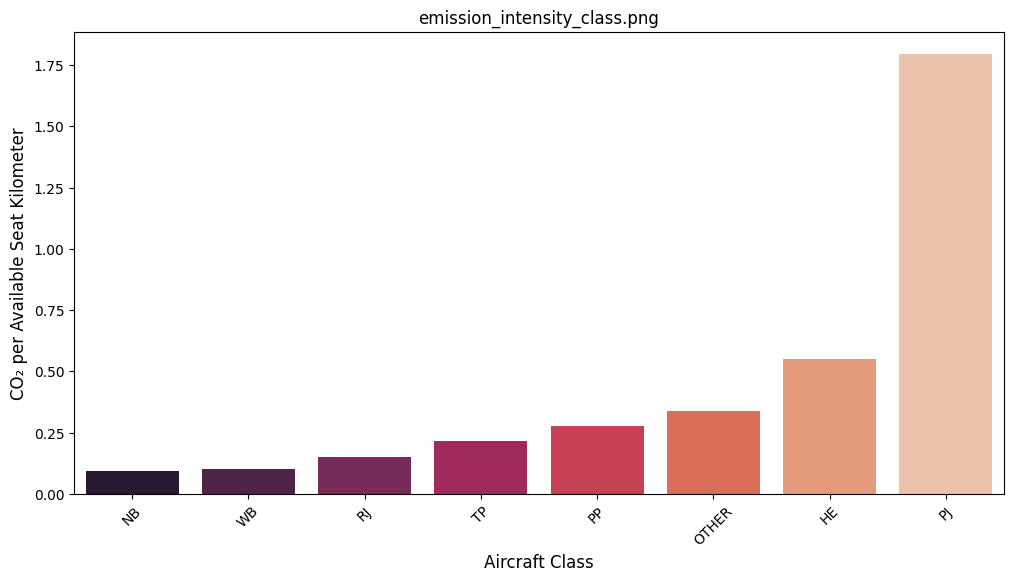 emission_intensity_class.png
CO₂ per Available Seat Kilometer
1.75
1.50
1.25
1.00
0.75
0.50
0.25
0.00
NB
WB
RJ
TP
PP
OTHER
HE
PJ
Aircraft Class